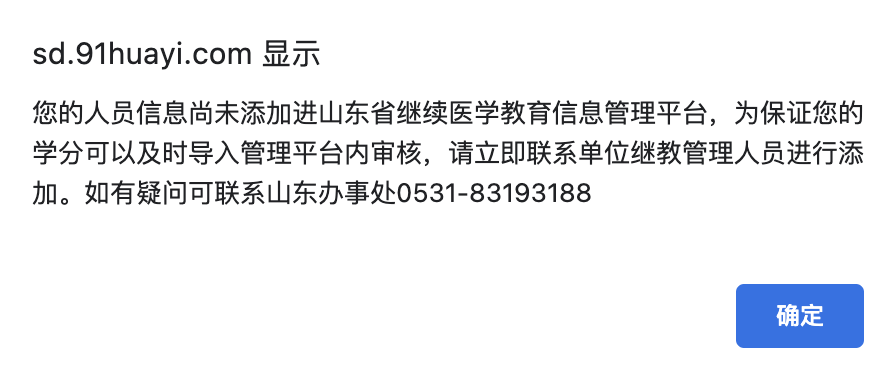 sd.91huayi.com 显示
您的人员信息尚未添加进山东省继续医学教育信息管理平台，为保证您的
学分可以及时导入管理平台内审核，请立即联系单位继教管理人员进行添
加。如有疑问可联系山东办事处0531-83193188
确定